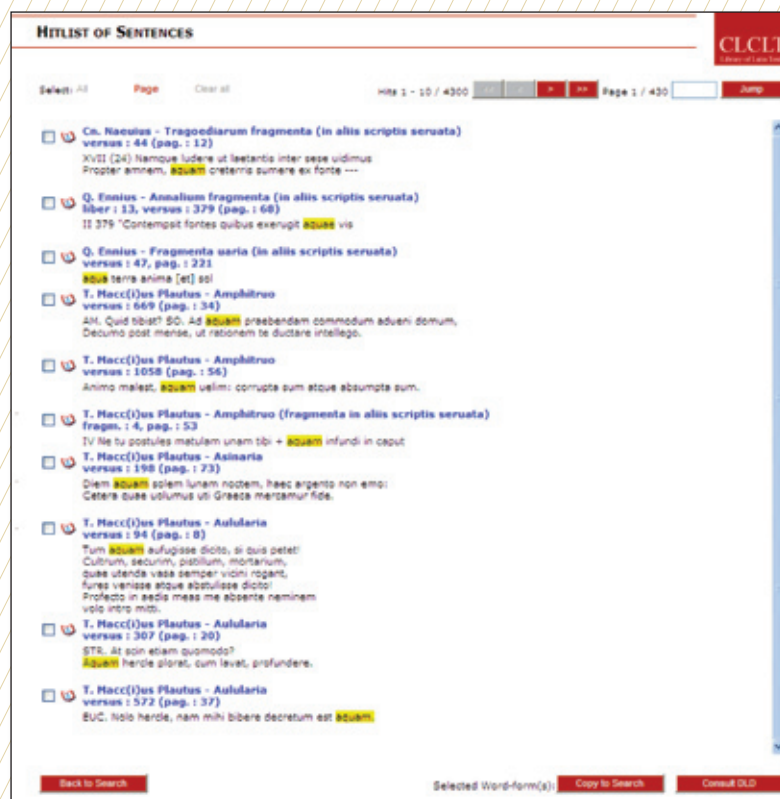 HITLIST OF SENTENCES
CLCLT
Library of Latin Texts
Select: All Page Clear all Hits 1 - 10 / 4300 << < > >> Page 1 / 430 Jump
Cn. Naeuius - Tragoediarum fragmenta (in aliis scriptis seruata)
versus : 44 (pag. : 12)
XVII (24) Namque ludere ut laetantis inter sese uidimus
Propter amnem, aquam creterris sumere ex fonte ---
Q. Ennius - Annalium fragmenta (in aliis scriptis seruata)
liber : 13, versus : 379 (pag. : 68)
II 379 "Contempsit fontes quibus exerugit aquae vis
Q. Ennius - Fragmenta uaria (in aliis scriptis seruata)
versus : 47, pag. : 221
aqua terra anima [et] sol
T. Macc(i)us Plautus - Amphitruo
versus : 669 (pag. : 34)
AM. Quid tibist? SO. Ad aquam praebendam commodum adueni domum,
Decumo post mense, ut rationem te ductare intellego.
T. Macc(i)us Plautus - Amphitruo
versus : 1058 (pag. : 56)
Animo malest, aquam uelim: corrupta sum atque absumpta sum.
T. Macc(i)us Plautus - Amphitruo (fragmenta in aliis scriptis seruata)
fragm. : 4, pag. : 53
IV Ne tu postules matulam unam tibi + aquam infundi in caput
T. Macc(i)us Plautus - Asinaria
versus : 198 (pag. : 73)
Diem aquam solem lunam noctem, haec argento non emo:
Cetera quae uolumus uti Graeca mercamur fide.
T. Macc(i)us Plautus - Aulularia
versus : 94 (pag. : 8)
Tum aquam aufugisse dicito, si quis petet!
Cultrum, securim, pistillum, mortarium,
quae utenda vasa semper vicini rogant,
fures venisse atque abstulisse dicito!
Profecto in aedis meas me absente neminem
volo intro mitti.
T. Macc(i)us Plautus - Aulularia
versus : 307 (pag. : 20)
STR. At scin etiam quomodo?
Aquam hercle plorat, cum lavat, profundere.
T. Macc(i)us Plautus - Aulularia
versus : 572 (pag. : 37)
EUC. Nolo hercle, nam mihi bibere decretum est aquam.
Back to Search Selected Word-form(s): Copy to Search Consult DLD